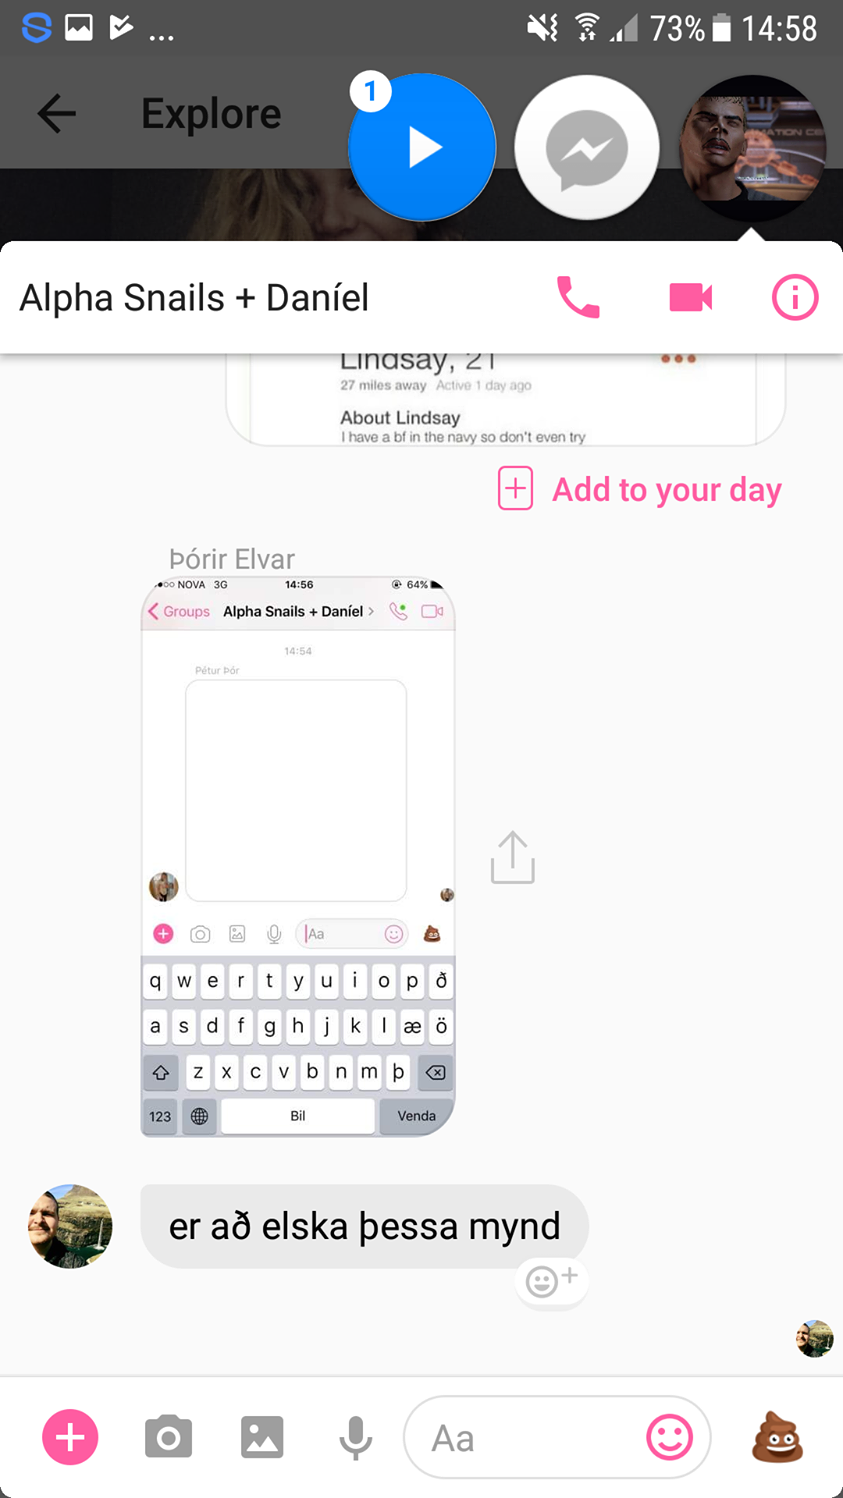 ... 73% 14:58
Explore
1
MATION CE
Alpha Snails + Daníel
Lindsay, 21
27 miles away Active 1 day ago
About Lindsay
I have a bf in the navy so don't even try
Add to your day
Þórir Elvar
NOVA 3G 14:56 64%
Groups Alpha Snails + Daníel
14:54
Pétur Þór
Aa
q w e r t y u i o p ð
a s d f g h j k l æ ö
z x c v b n m þ
123 Bil Venda
er að elska þessa mynd
Aa